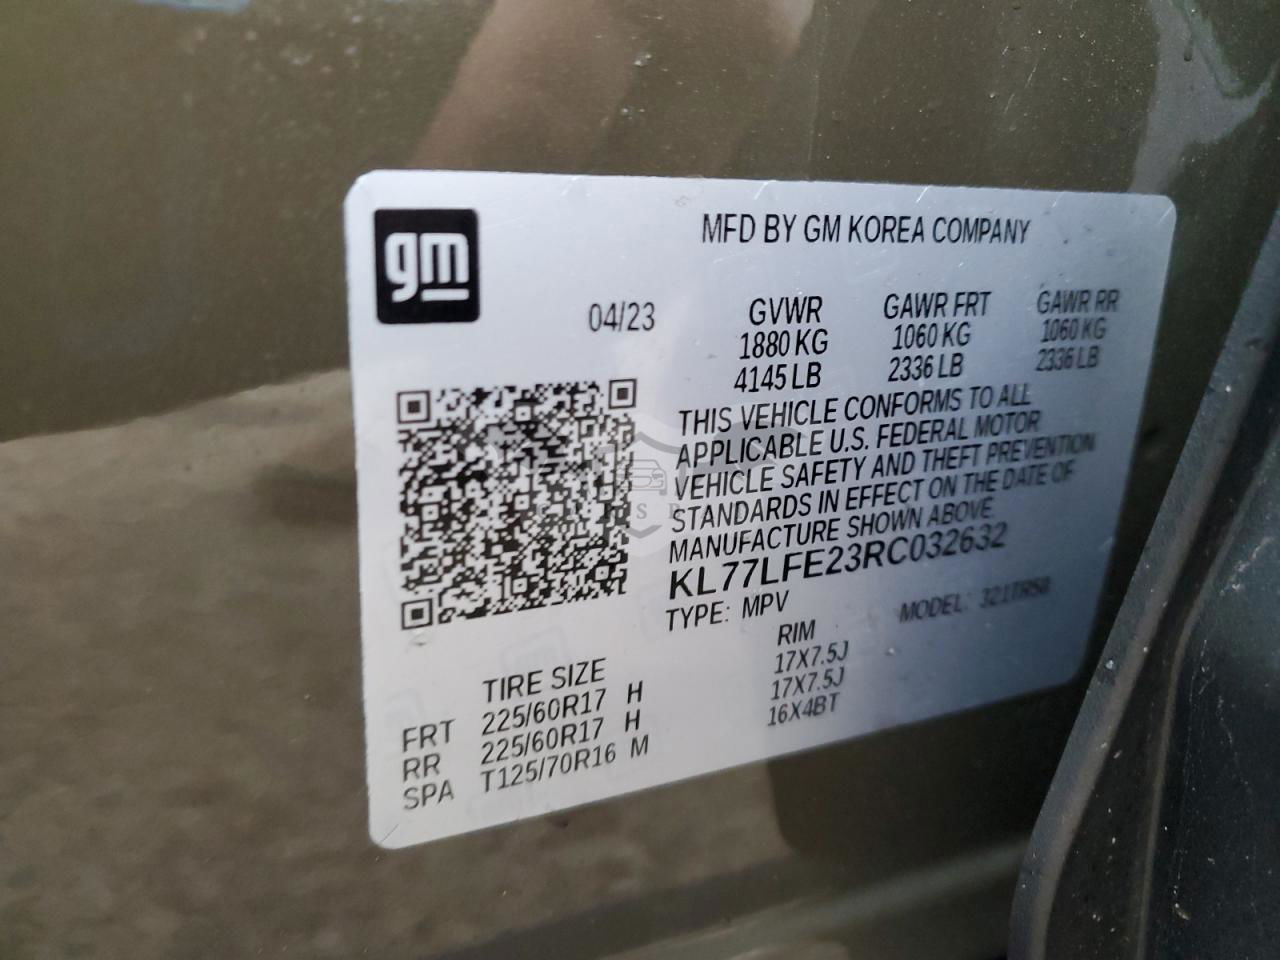 gm
MFD BY GM KOREA COMPANY
04/23
GVWR
1880 KG
4145 LB
GAWR FRT
1060 KG
2336 LB
GAWR RR
1060 KG
2336 LB
THIS VEHICLE CONFORMS TO ALL
APPLICABLE U.S. FEDERAL MOTOR
VEHICLE SAFETY AND THEFT PREVENTION
STANDARDS IN EFFECT ON THE DATE OF
MANUFACTURE SHOWN ABOVE
KL77LFE23RC032632
TYPE: MPV MODEL: 321TR58
TIRE SIZE RIM
FRT 225/60R17 H 17X7.5J
RR 225/60R17 H 17X7.5J
SPA T125/70R16 M 16X4BT